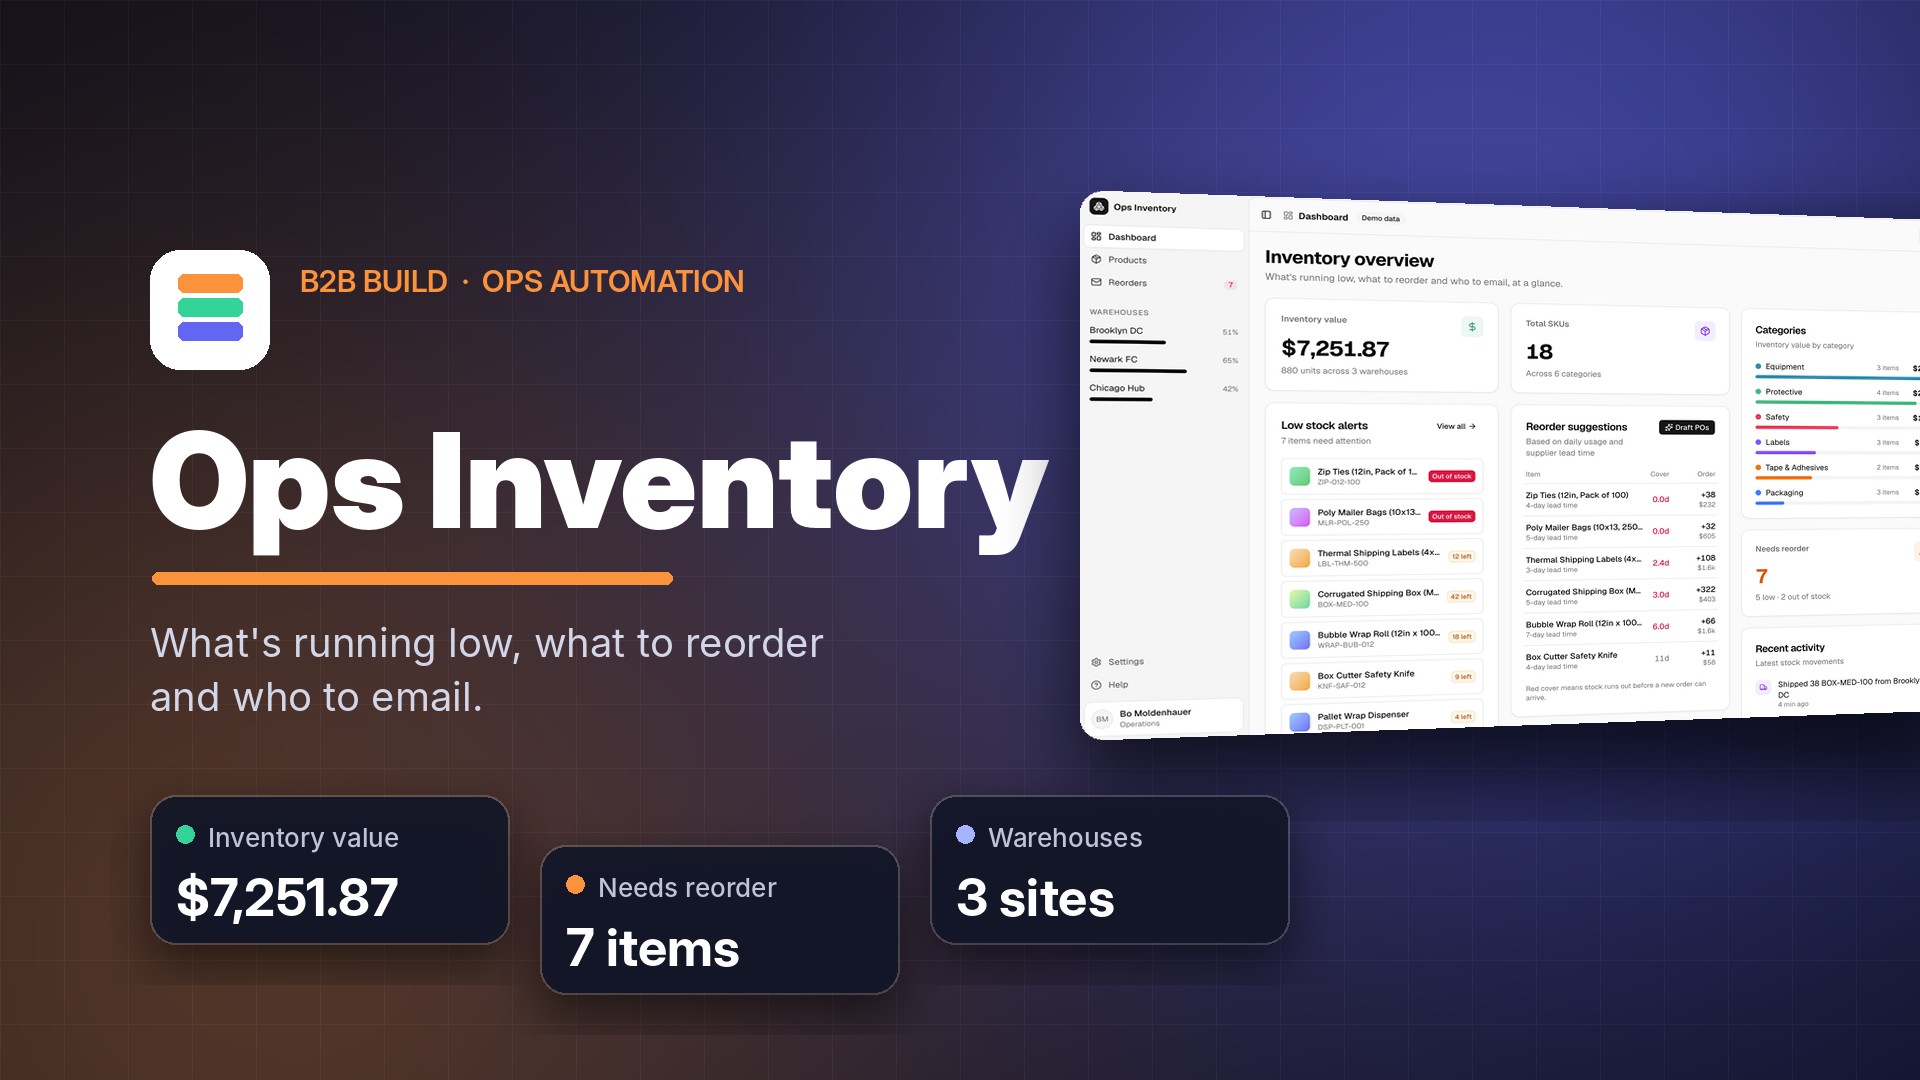 B2B BUILD · OPS AUTOMATION
Ops Inventory
What's running low, what to reorder
and who to email.
Inventory value
$7,251.87
Needs reorder
7 items
Warehouses
3 sites
Ops Inventory
Dashboard
Products
Reorders
7
WAREHOUSES
Brooklyn DC
51%
Newark FC
65%
Chicago Hub
42%
Settings
Help
BM
Bo Moldenhauer
Operations
Dashboard
Demo data
Inventory overview
What's running low, what to reorder and who to email, at a glance.
Inventory value
$
$7,251.87
880 units across 3 warehouses
Total SKUs
18
Across 6 categories
Low stock alerts
View all →
7 items need attention
Zip Ties (12in, Pack of 1...
ZIP-012-100
Out of stock
Poly Mailer Bags (10x13...
MLR-POL-250
Out of stock
Thermal Shipping Labels (4x...
LBL-THM-500
12 left
Corrugated Shipping Box (M...
BOX-MED-100
42 left
Bubble Wrap Roll (12in x 100...
WRAP-BUB-012
18 left
Box Cutter Safety Knife
KNF-SAF-012
9 left
Pallet Wrap Dispenser
DSP-PLT-001
4 left
Reorder suggestions
Draft POs
Based on daily usage and
supplier lead time
Item Cover Order
Zip Ties (12in, Pack of 100)
4-day lead time
0.0d
+38
$232
Poly Mailer Bags (10x13, 250...
5-day lead time
0.0d
+32
$605
Thermal Shipping Labels (4x...
3-day lead time
2.4d
+108
$1.6k
Corrugated Shipping Box (M...
5-day lead time
3.0d
+322
$403
Bubble Wrap Roll (12in x 100...
7-day lead time
6.0d
+66
$1.6k
Box Cutter Safety Knife
4-day lead time
11d
+11
$58
Red cover means stock runs out before a new order can
arrive.
Categories
Inventory value by category
Equipment 3 items
Protective 4 items
Safety 3 items
Labels 3 items
Tape & Adhesives 2 items
Packaging 3 items
Needs reorder
7
5 low · 2 out of stock
Recent activity
Latest stock movements
Shipped 38 BOX-MED-100 from Brooklyn
DC
4 min ago